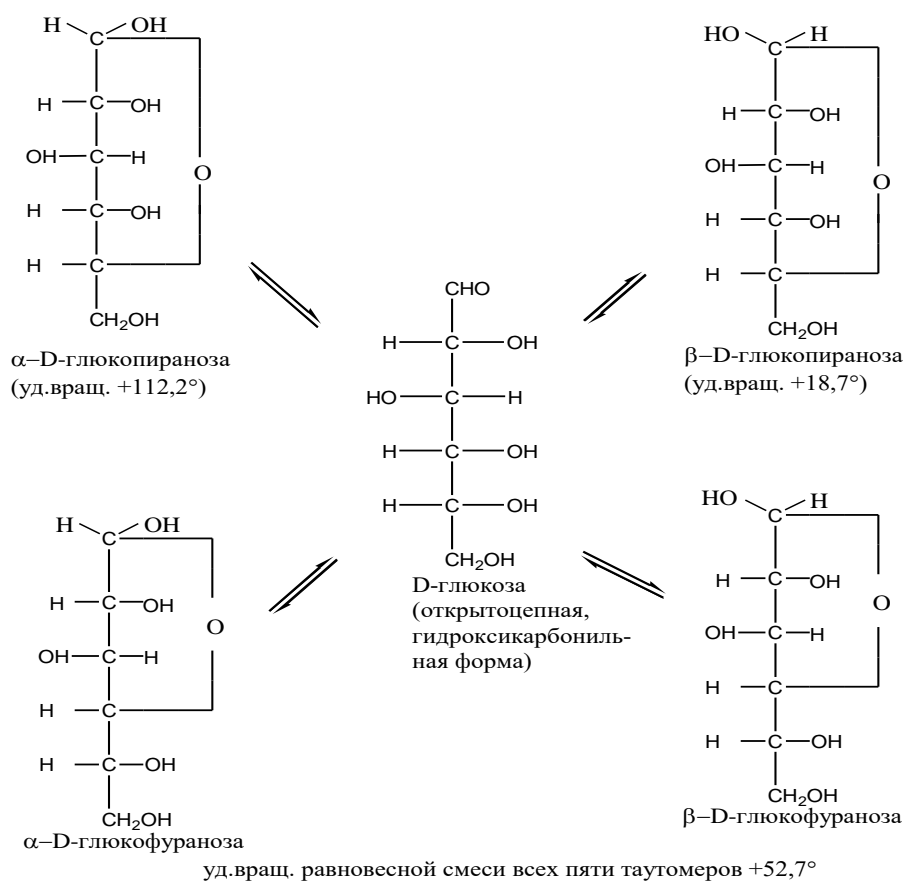 H OH
C
H C OH
OH C H
O
H C OH
H C
CH2OH
α–D-глюкопираноза
(уд.вращ. +112,2°)
HO H
C
H C OH
OH C H
O
H C OH
H C
CH2OH
β–D-глюкопираноза
(уд.вращ. +18,7°)
CHO
H C OH
HO C H
H C OH
H C OH
CH2OH
D-глюкоза
(открытоцепная,
гидроксикарбониль-
ная форма)
H OH
C
H C OH
O
OH C H
H C
H C OH
CH2OH
α–D-глюкофураноза
HO H
C
H C OH
O
OH C H
H C
H C OH
CH2OH
β–D-глюкофураноза
уд.вращ. равновесной смеси всех пяти таутомеров +52,7°